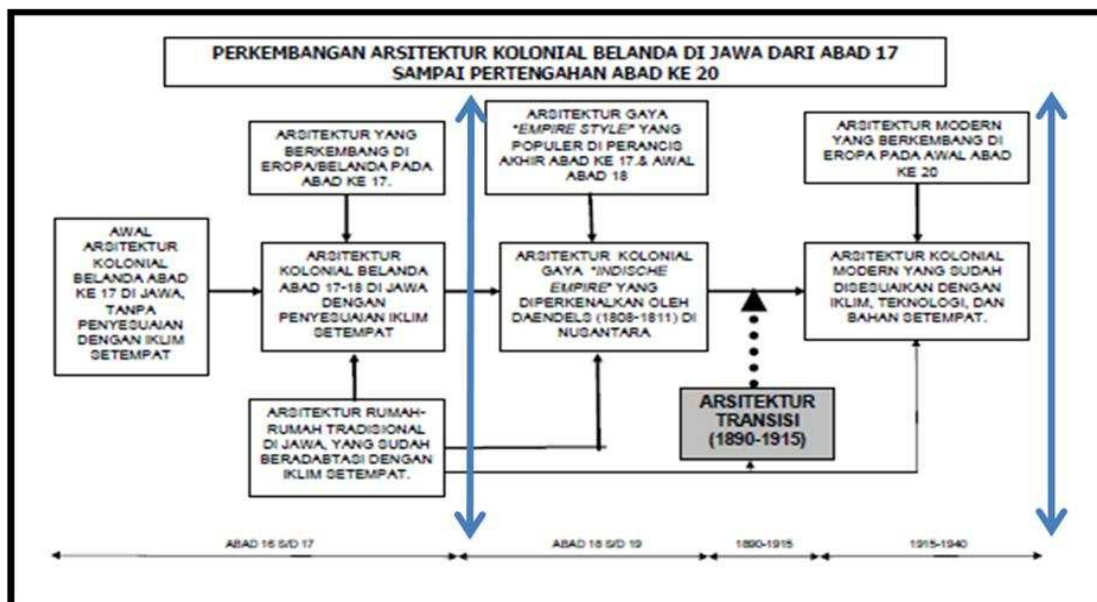 PERKEMBANGAN ARSITEKTUR KOLONIAL BELANDA DI JAWA DARI ABAD 17
SAMPAI PERTENGAHAN ABAD KE 20
AWAL
ARSITEKTUR
KOLONIAL
BELANDA ABAD
KE 17 DI JAWA,
TANPA
PENYESUAIAN
DENGAN IKLIM
SETEMPAT
ARSITEKTUR YANG
BERKEMBANG DI
EROPA/BELANDA PADA
ABAD KE 17.
ARSITEKTUR
KOLONIAL BELANDA
ABAD 17-18 DI JAWA
DENGAN
PENYESUAIAN IKLIM
SETEMPAT
ARSITEKTUR RUMAH-
RUMAH TRADISIONAL
DI JAWA, YANG SUDAH
BERADABTASI DENGAN
IKLIM SETEMPAT.
ARSITEKTUR GAYA
"EMPIRE STYLE" YANG
POPULER DI PERANCIS
AKHIR ABAD KE 17.& AWAL
ABAD 18
ARSITEKTUR KOLONIAL
GAYA "INDISCHE
EMPIRE" YANG
DIPERKENALKAN OLEH
DAENDELS (1808-1811) DI
NUSANTARA
ARSITEKTUR
TRANSISI
(1890-1915)
ARSITEKTUR MODERN
YANG BERKEMBANG DI
EROPA PADA AWAL ABAD
KE 20
ARSITEKTUR KOLONIAL
MODERN YANG SUDAH
DISESUAIKAN DENGAN
IKLIM, TEKNOLOGI, DAN
BAHAN SETEMPAT.
ABAD 16 S/D 17
ABAD 18 S/D 19
1890-1915
1915-1940